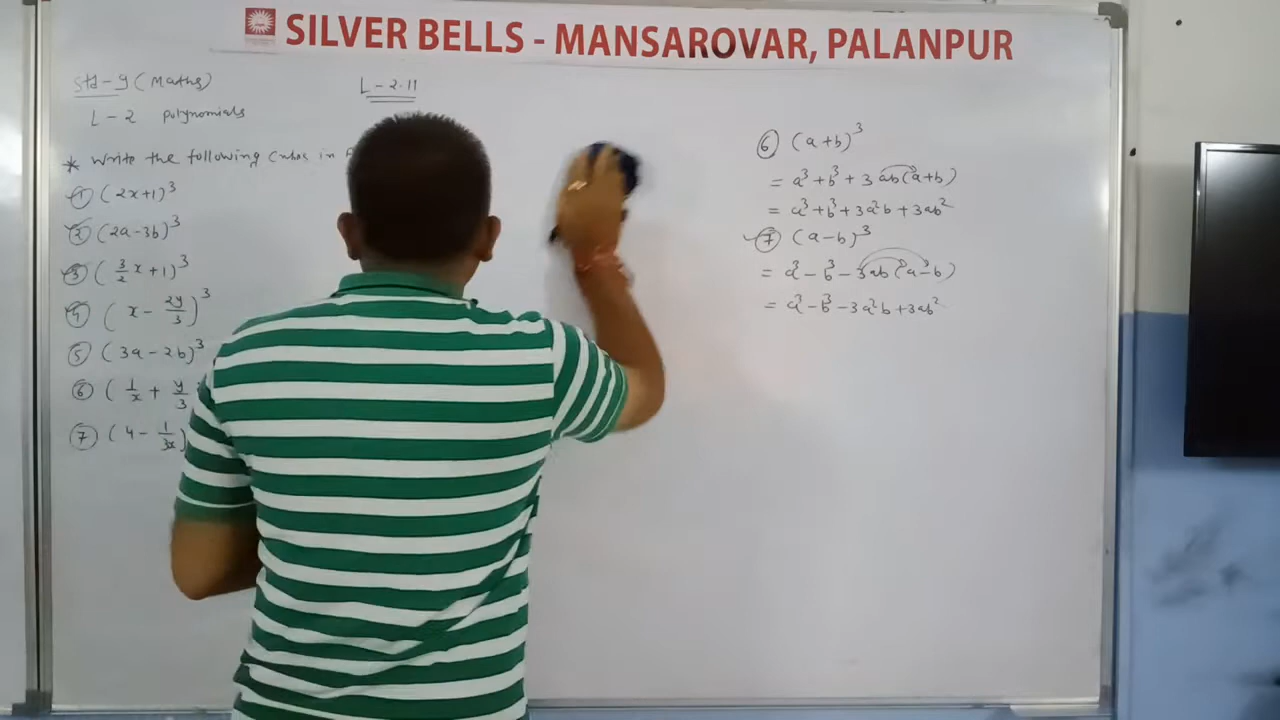 SILVER BELLS - MANSAROVAR, PALANPUR
Std-9 (Maths)
L-2.11
L-2 polynomials
* Write the following cubes in
① (2x+1)³
② (2a-3b)³
③ (3/2 x+1)³
④ (x - 2y/3)³
⑤ (3a-2b)³
⑥ (1/x + y/3
⑦ (4 - 1/3x)
⑥ (a+b)³
= a³+b³+3ab(a+b)
= a³+b³+3a²b+3ab²
⑦ (a-b)³
= a³-b³-3ab(a-b)
= a³-b³-3a²b+3ab²